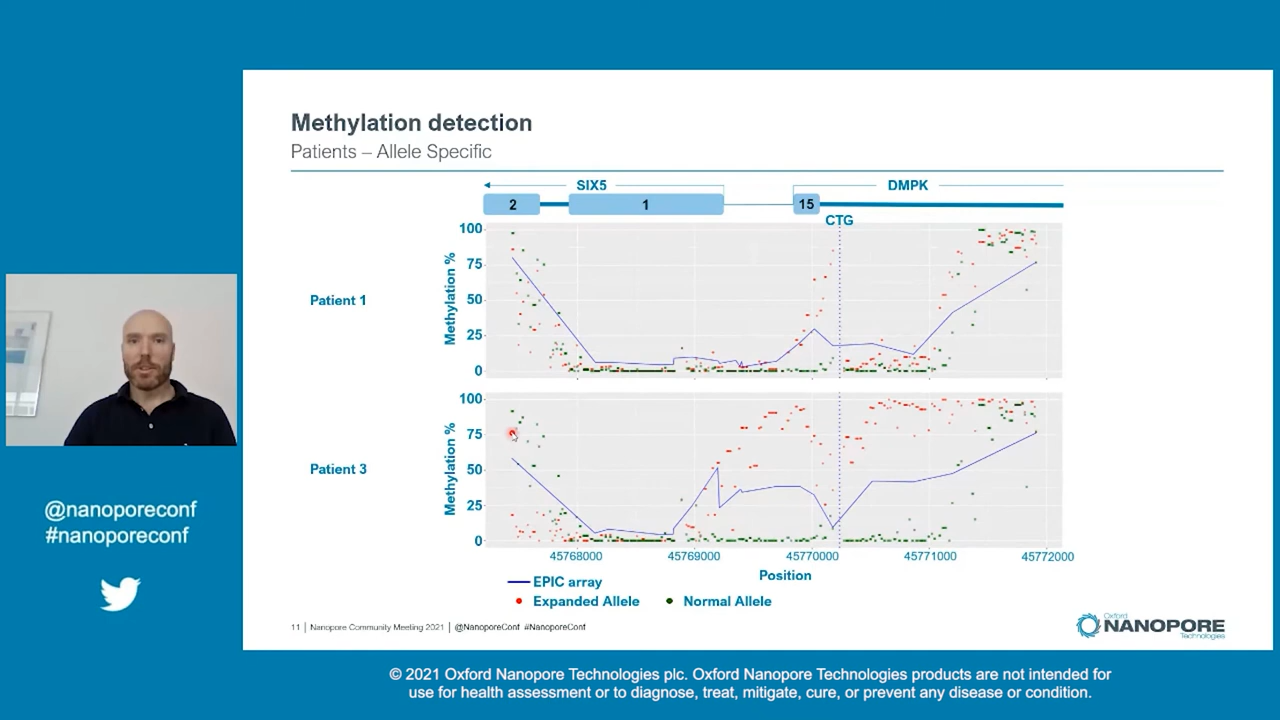 Methylation detection
Patients – Allele Specific
SIX5
DMPK
2
1
15
CTG
100
75
50
25
0
Methylation %
Patient 1
100
75
50
25
0
Methylation %
Patient 3
45768000
45769000
45770000
45771000
45772000
Position
EPIC array
Expanded Allele
Normal Allele
11 | Nanopore Community Meeting 2021 | @NanoporeConf #NanoporeConf
Oxford
NANOPORE
Technologies
@nanoporeconf
#nanoporeconf
© 2021 Oxford Nanopore Technologies plc. Oxford Nanopore Technologies products are not intended for
use for health assessment or to diagnose, treat, mitigate, cure, or prevent any disease or condition.